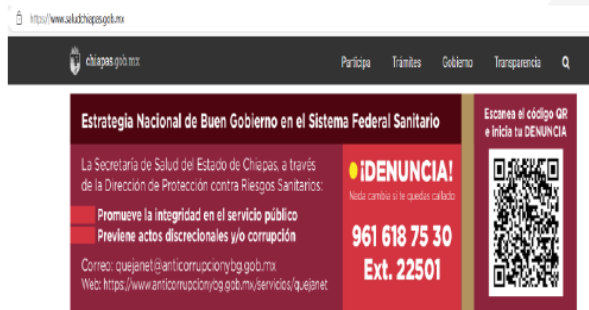 https://www.saludchiapas.gob.mx
chiapas.gob.mx
Participa Trámites Gobierno Transparencia
Estrategia Nacional de Buen Gobierno en el Sistema Federal Sanitario
La Secretaría de Salud del Estado de Chiapas, a través
de la Dirección de Protección contra Riesgos Sanitarios:
Promueve la integridad en el servicio público
Previene actos discrecionales y/o corrupción
Correo: quejanet@anticorrupcionybg.gob.mx
Web: https://www.anticorrupcionybg.gob.mx/servicios/quejanet
¡DENUNCIA!
Nada cambia si te quedas callado
961 618 75 30
Ext. 22501
Escanea el código QR
e inicia tu DENUNCIA